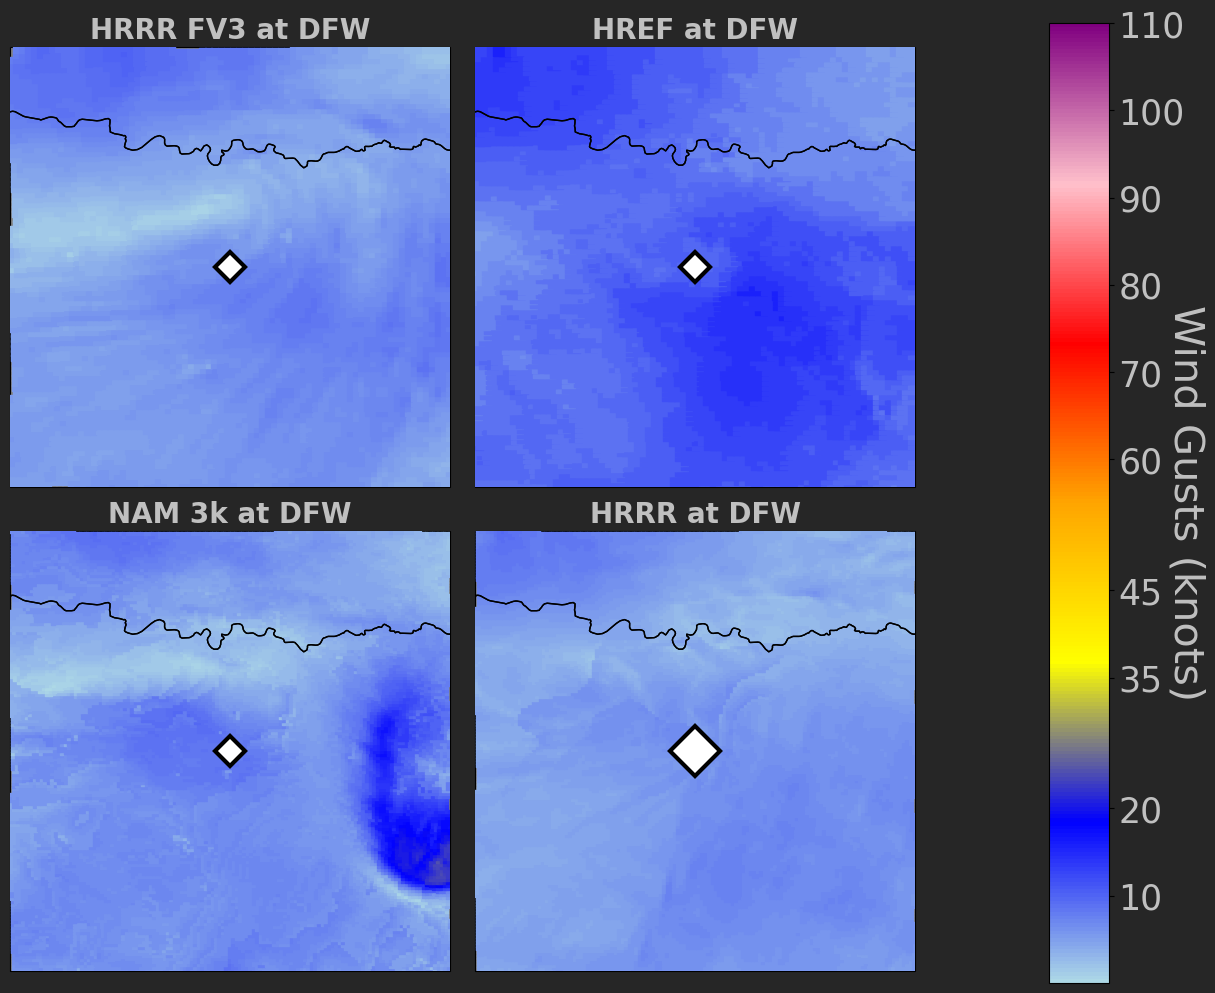 HRRR FV3 at DFW
HREF at DFW
NAM 3k at DFW
HRRR at DFW
110
100
90
80
70
60
45
35
20
10
Wind Gusts (knots)